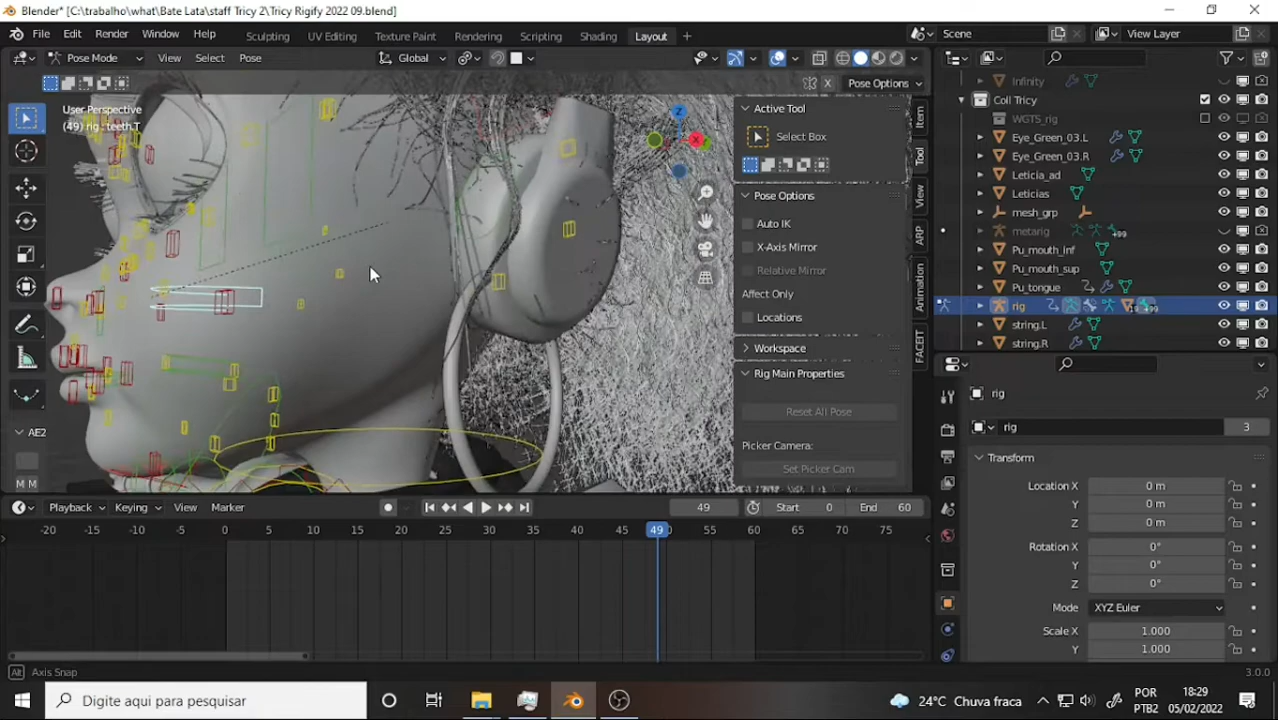 Blender* [C:\trabalho\what\Bate Lata\staff Tricy 2\Tricy Rigify 2022 09.blend]
File Edit Render Window Help Sculpting UV Editing Texture Paint Rendering Scripting Shading Layout + Scene View Layer
Pose Mode View Select Pose Global
Pose Options
User Perspective
(49) rig : teeth.T
Z
X
AE2
M M
Active Tool
Select Box
Pose Options
Auto IK
X-Axis Mirror
Relative Mirror
Affect Only
Locations
Workspace
Rig Main Properties
Reset All Pose
Picker Camera:
Set Picker Cam
Item
Tool
View
ARP
Animation
FACEIT
Infinity
Coll Tricy
WGTS_rig
Eye_Green_03.L
Eye_Green_03.R
Leticia_ad
Leticias
mesh_grp
metarig
+99
Pu_mouth_inf
Pu_mouth_sup
Pu_tongue
rig
+99
string.L
string.R
rig
rig 3
Transform
Location X 0 m
Y 0 m
Z 0 m
Rotation X 0°
Y 0°
Z 0°
Mode XYZ Euler
Scale X 1.000
Y 1.000
Playback Keying View Marker 49 Start 0 End 60
-20 -15 -10 -5 0 5 10 15 20 25 30 35 40 45 49 55 60 65 70 75
Alt Axis Snap 3.0.0
Digite aqui para pesquisar
24°C Chuva fraca
POR
PTB2
18:29
05/02/2022